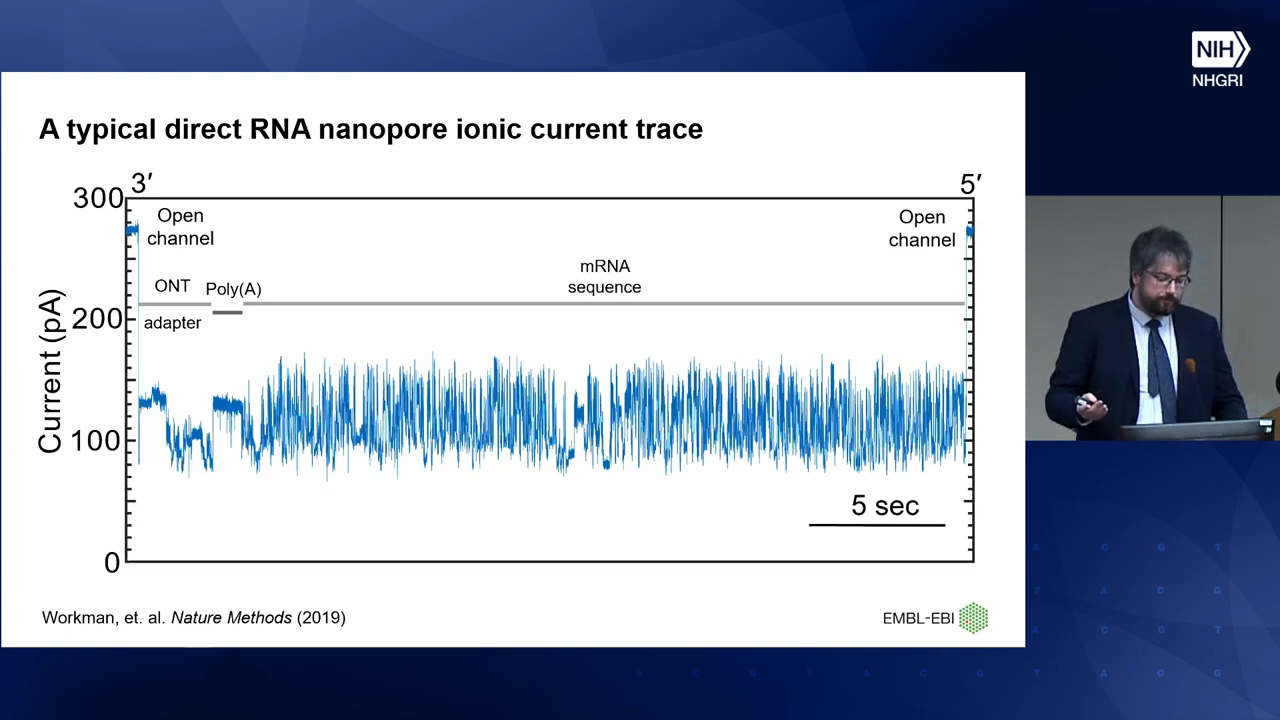 NIH
NHGRI
A typical direct RNA nanopore ionic current trace
3′
5′
300
200
100
0
Current (pA)
Open
channel
Open
channel
ONT
adapter
Poly(A)
mRNA
sequence
5 sec
Workman, et. al. Nature Methods (2019)
EMBL-EBI
A C G T
A C G
A C G T
A C G T A C G T A C G